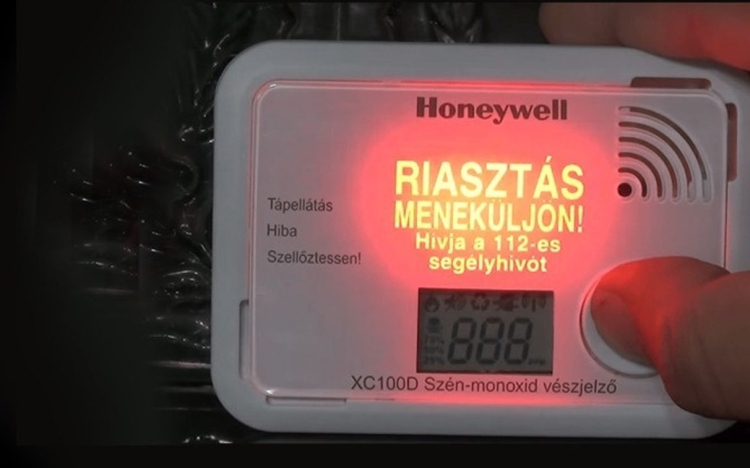 Honeywell
RIASZTÁS
MENEKÜLJÖN!
Hívja a 112-es
segélyhívót
Tápellátás
Hiba
Szellőztessen!
888
XC100D Szén-monoxid vészjelző